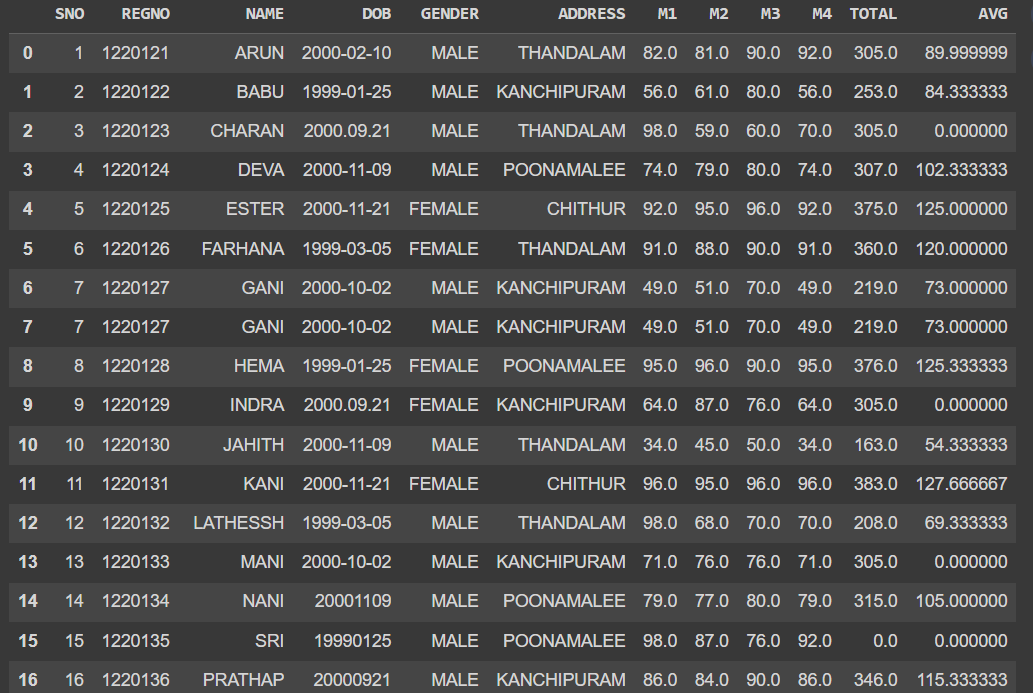 SNO REGNO NAME DOB GENDER ADDRESS M1 M2 M3 M4 TOTAL AVG
0 1 1220121 ARUN 2000-02-10 MALE THANDALAM 82.0 81.0 90.0 92.0 305.0 89.999999
1 2 1220122 BABU 1999-01-25 MALE KANCHIPURAM 56.0 61.0 80.0 56.0 253.0 84.333333
2 3 1220123 CHARAN 2000.09.21 MALE THANDALAM 98.0 59.0 60.0 70.0 305.0 0.000000
3 4 1220124 DEVA 2000-11-09 MALE POONAMALEE 74.0 79.0 80.0 74.0 307.0 102.333333
4 5 1220125 ESTER 2000-11-21 FEMALE CHITHUR 92.0 95.0 96.0 92.0 375.0 125.000000
5 6 1220126 FARHANA 1999-03-05 FEMALE THANDALAM 91.0 88.0 90.0 91.0 360.0 120.000000
6 7 1220127 GANI 2000-10-02 MALE KANCHIPURAM 49.0 51.0 70.0 49.0 219.0 73.000000
7 7 1220127 GANI 2000-10-02 MALE KANCHIPURAM 49.0 51.0 70.0 49.0 219.0 73.000000
8 8 1220128 HEMA 1999-01-25 FEMALE POONAMALEE 95.0 96.0 90.0 95.0 376.0 125.333333
9 9 1220129 INDRA 2000.09.21 FEMALE KANCHIPURAM 64.0 87.0 76.0 64.0 305.0 0.000000
10 10 1220130 JAHITH 2000-11-09 MALE THANDALAM 34.0 45.0 50.0 34.0 163.0 54.333333
11 11 1220131 KANI 2000-11-21 FEMALE CHITHUR 96.0 95.0 96.0 96.0 383.0 127.666667
12 12 1220132 LATHESSH 1999-03-05 MALE THANDALAM 98.0 68.0 70.0 70.0 208.0 69.333333
13 13 1220133 MANI 2000-10-02 MALE KANCHIPURAM 71.0 76.0 76.0 71.0 305.0 0.000000
14 14 1220134 NANI 20001109 MALE POONAMALEE 79.0 77.0 80.0 79.0 315.0 105.000000
15 15 1220135 SRI 19990125 MALE POONAMALEE 98.0 87.0 76.0 92.0 0.0 0.000000
16 16 1220136 PRATHAP 20000921 MALE KANCHIPURAM 86.0 84.0 90.0 86.0 346.0 115.333333